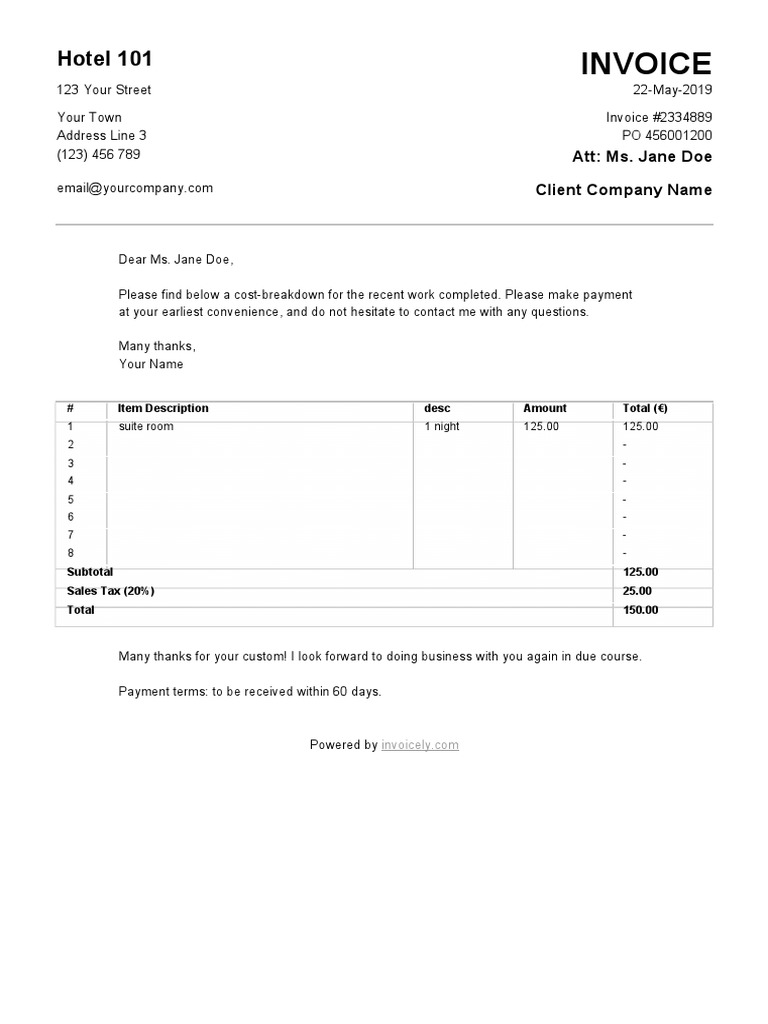 Hotel 101
INVOICE
123 Your Street
22-May-2019
Your Town
Invoice #2334889
Address Line 3
PO 456001200
(123) 456 789
Att: Ms. Jane Doe
email@yourcompany.com
Client Company Name
Dear Ms. Jane Doe,
Please find below a cost-breakdown for the recent work completed. Please make payment
at your earliest convenience, and do not hesitate to contact me with any questions.
Many thanks,
Your Name
# Item Description desc Amount Total (€)
1 suite room 1 night 125.00 125.00
2 -
3 -
4 -
5 -
6 -
7 -
8 -
Subtotal 125.00
Sales Tax (20%) 25.00
Total 150.00
Many thanks for your custom! I look forward to doing business with you again in due course.
Payment terms: to be received within 60 days.
Powered by invoicely.com